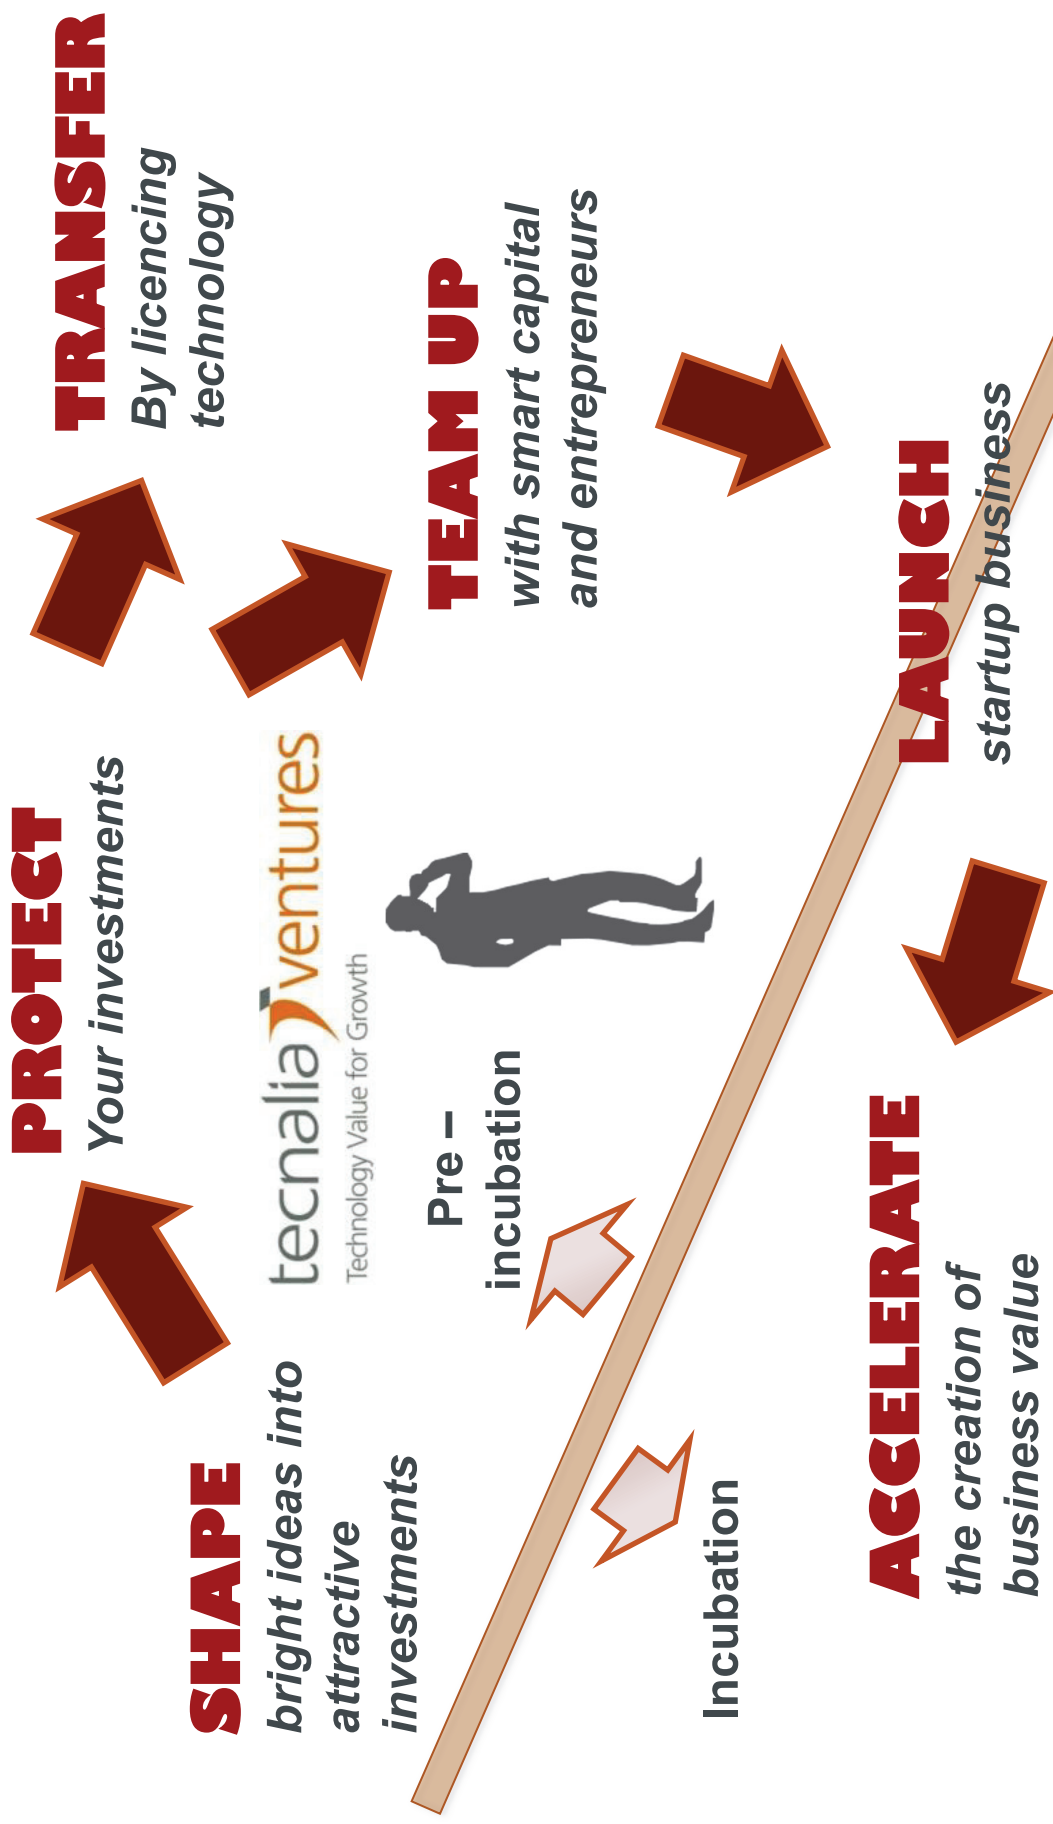 SHAPE
bright ideas into
attractive
investments
PROTECT
Your investments
TRANSFER
By licencing
technology
tecnalia ventures
Technology Value for Growth
TEAM UP
with smart capital
and entrepreneurs
Pre –
incubation
Incubation
LAUNCH
startup business
ACCELERATE
the creation of
business value